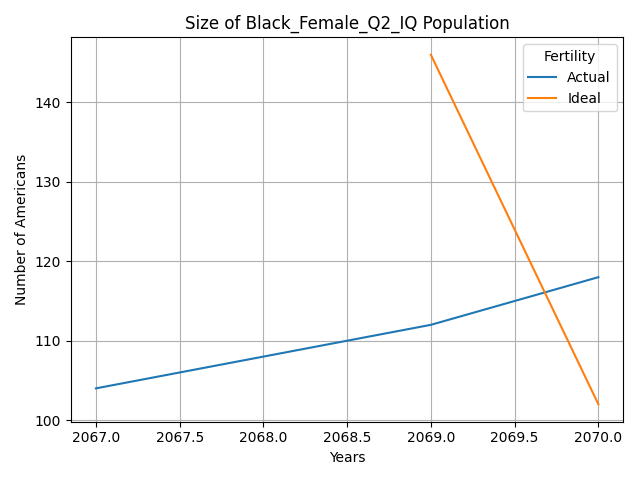 Size of Black_Female_Q2_IQ Population
Fertility
Actual
Ideal
Number of Americans
140
130
120
110
100
2067.0 2067.5 2068.0 2068.5 2069.0 2069.5 2070.0
Years